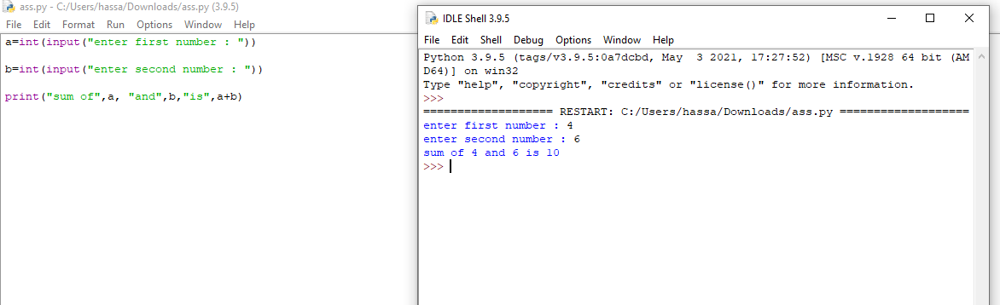 ass.py - C:/Users/hassa/Downloads/ass.py (3.9.5)
File Edit Format Run Options Window Help
a=int(input("enter first number : "))
b=int(input("enter second number : "))
print("sum of",a, "and",b,"is",a+b)
IDLE Shell 3.9.5
File Edit Shell Debug Options Window Help
Python 3.9.5 (tags/v3.9.5:0a7dcbd, May  3 2021, 17:27:52) [MSC v.1928 64 bit (AM
D64)] on win32
Type "help", "copyright", "credits" or "license()" for more information.
>>>
=================== RESTART: C:/Users/hassa/Downloads/ass.py ===================
enter first number : 4
enter second number : 6
sum of 4 and 6 is 10
>>>